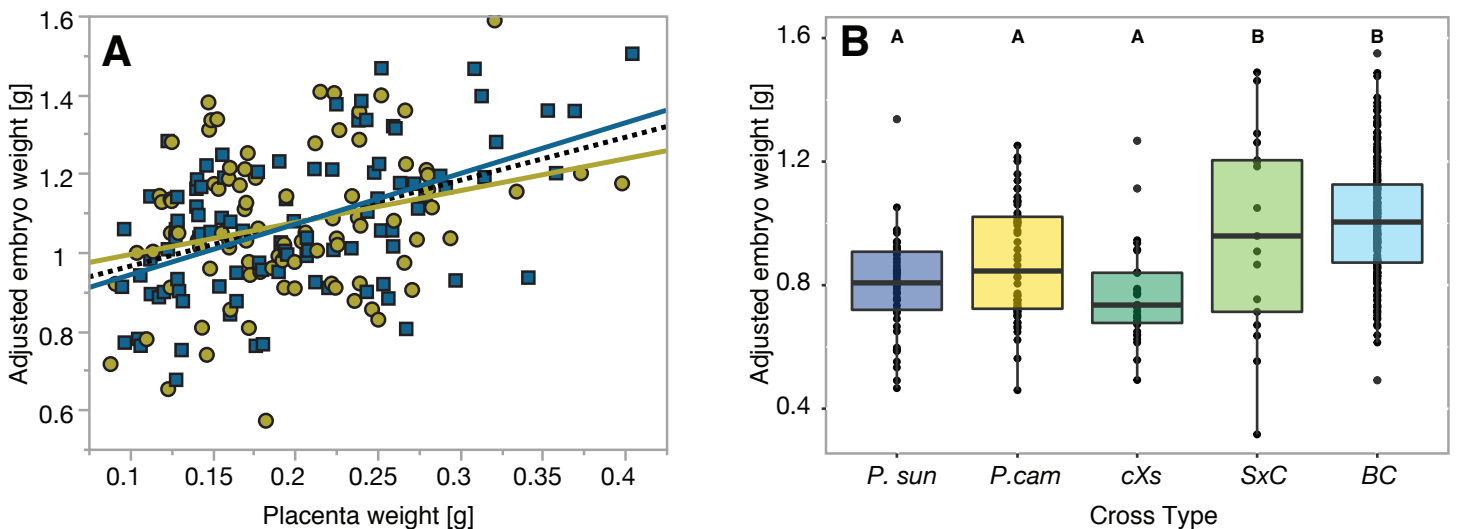 A
Adjusted embryo weight [g]
1.6
1.4
1.2
1
0.8
0.6
0.1 0.15 0.2 0.25 0.3 0.35 0.4
Placenta weight [g]
B
A A A B B
Adjusted embryo weight [g]
1.6
1.2
0.8
0.4
P. sun P.cam cXs SxC BC
Cross Type